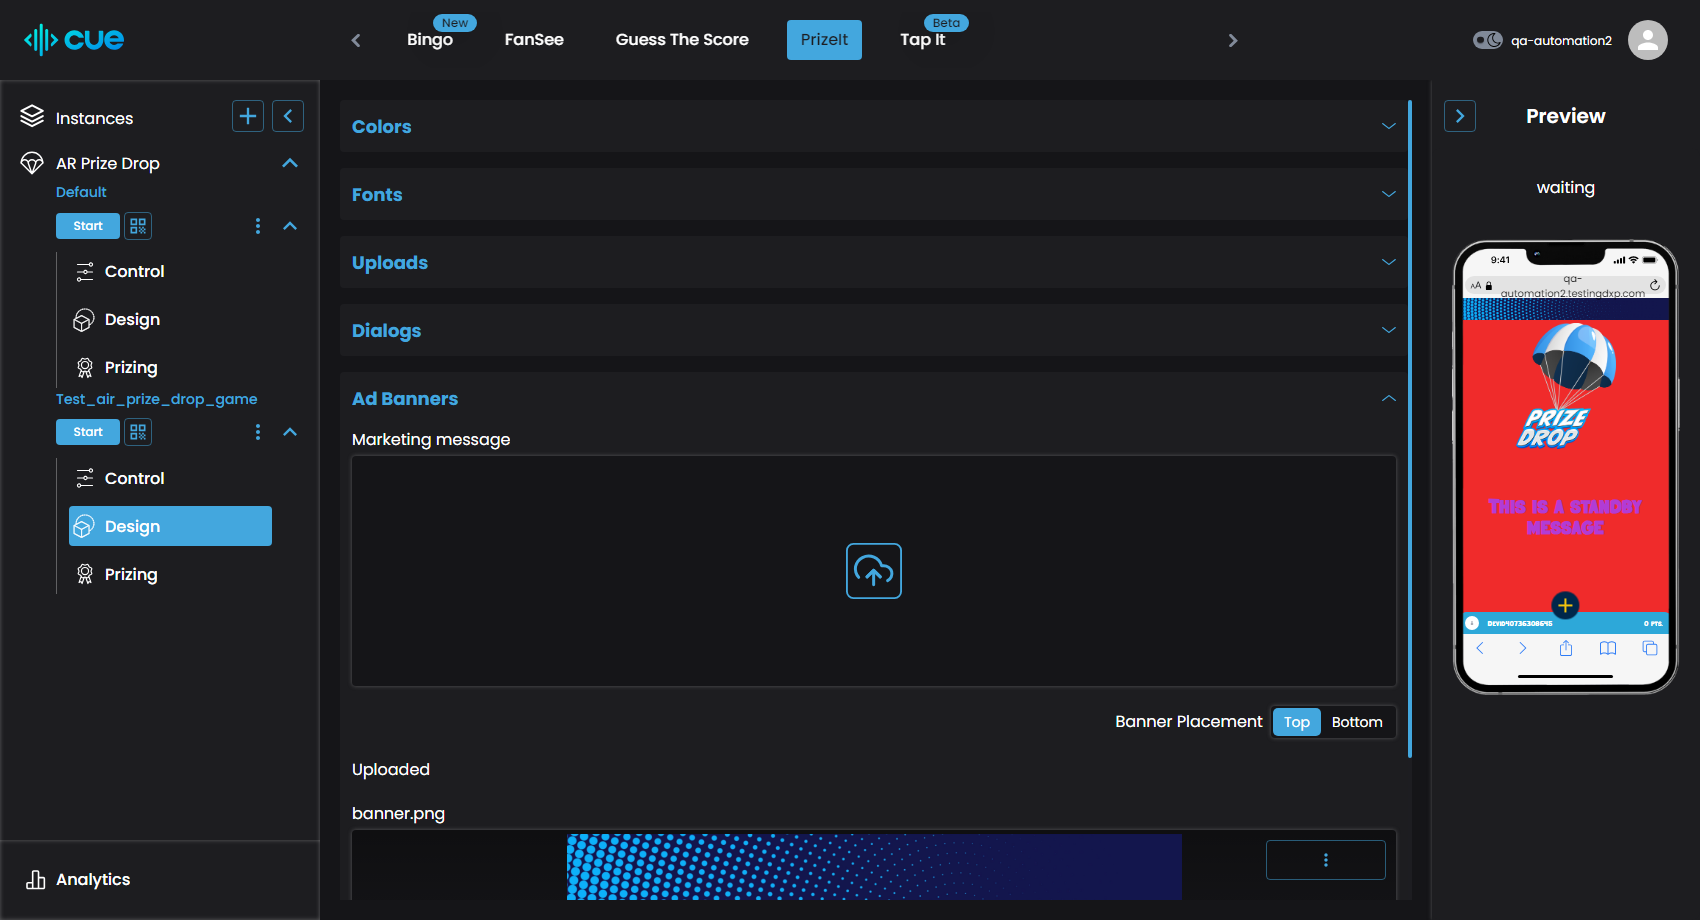 cue
Bingo
New
FanSee
Guess The Score
PrizeIt
Tap It
Beta
qa-automation2
Instances
AR Prize Drop
Default
Start
Control
Design
Prizing
Test_air_prize_drop_game
Start
Control
Design
Prizing
Analytics
Colors
Fonts
Uploads
Dialogs
Ad Banners
Marketing message
Banner Placement
Top
Bottom
Uploaded
banner.png
Preview
waiting
9:41
AA
qa-
automation2.testingdxp.com
PRIZE
DROP
THIS IS A STANDBY
MESSAGE
0 PTS.